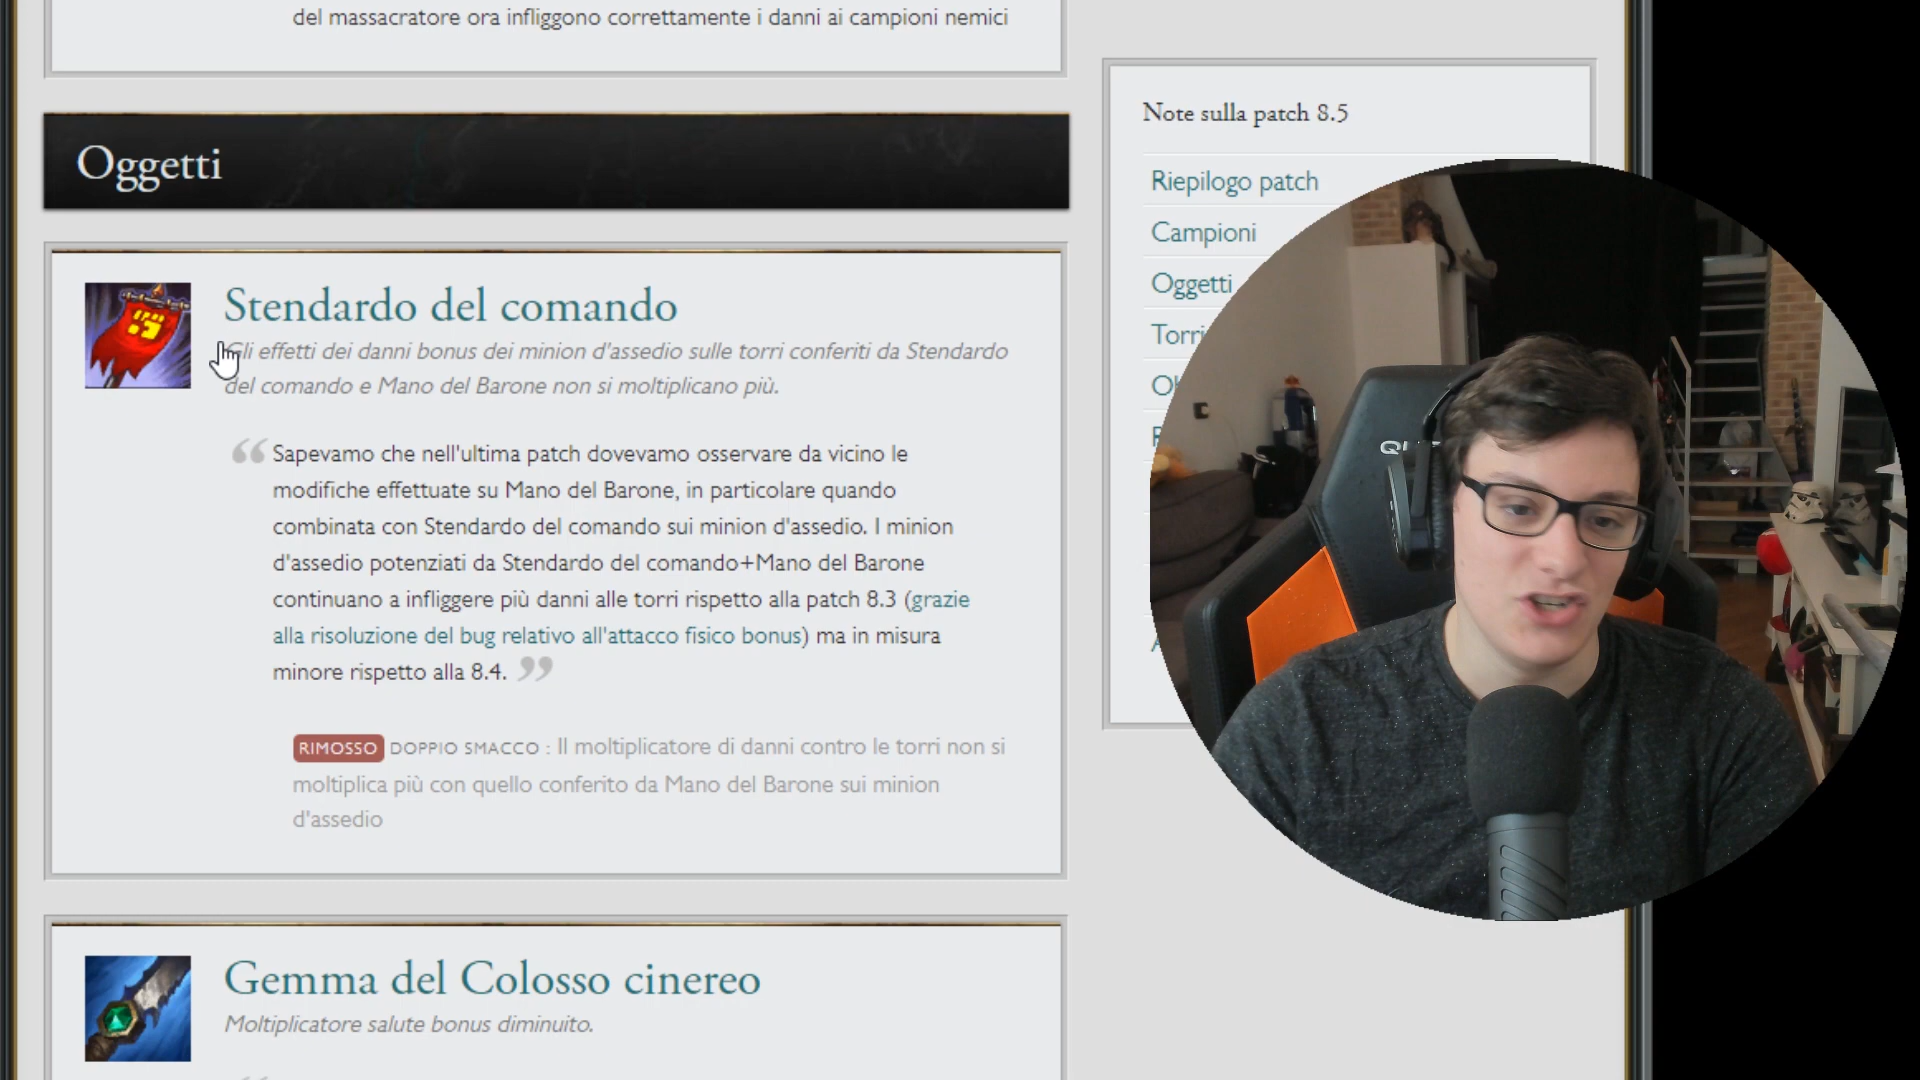 del massacratore ora infliggono correttamente i danni ai campioni nemici
Oggetti
Stendardo del comando
Gli effetti dei danni bonus dei minion d'assedio sulle torri conferiti da Stendardo
del comando e Mano del Barone non si moltiplicano più.
“ Sapevamo che nell'ultima patch dovevamo osservare da vicino le
modifiche effettuate su Mano del Barone, in particolare quando
combinata con Stendardo del comando sui minion d'assedio. I minion
d'assedio potenziati da Stendardo del comando+Mano del Barone
continuano a infliggere più danni alle torri rispetto alla patch 8.3 (grazie
alla risoluzione del bug relativo all'attacco fisico bonus) ma in misura
minore rispetto alla 8.4. ”
RIMOSSO DOPPIO SMACCO : Il moltiplicatore di danni contro le torri non si
moltiplica più con quello conferito da Mano del Barone sui minion
d'assedio
Gemma del Colosso cinereo
Moltiplicatore salute bonus diminuito.
Note sulla patch 8.5
Riepilogo patch
Campioni
Oggetti
Torri